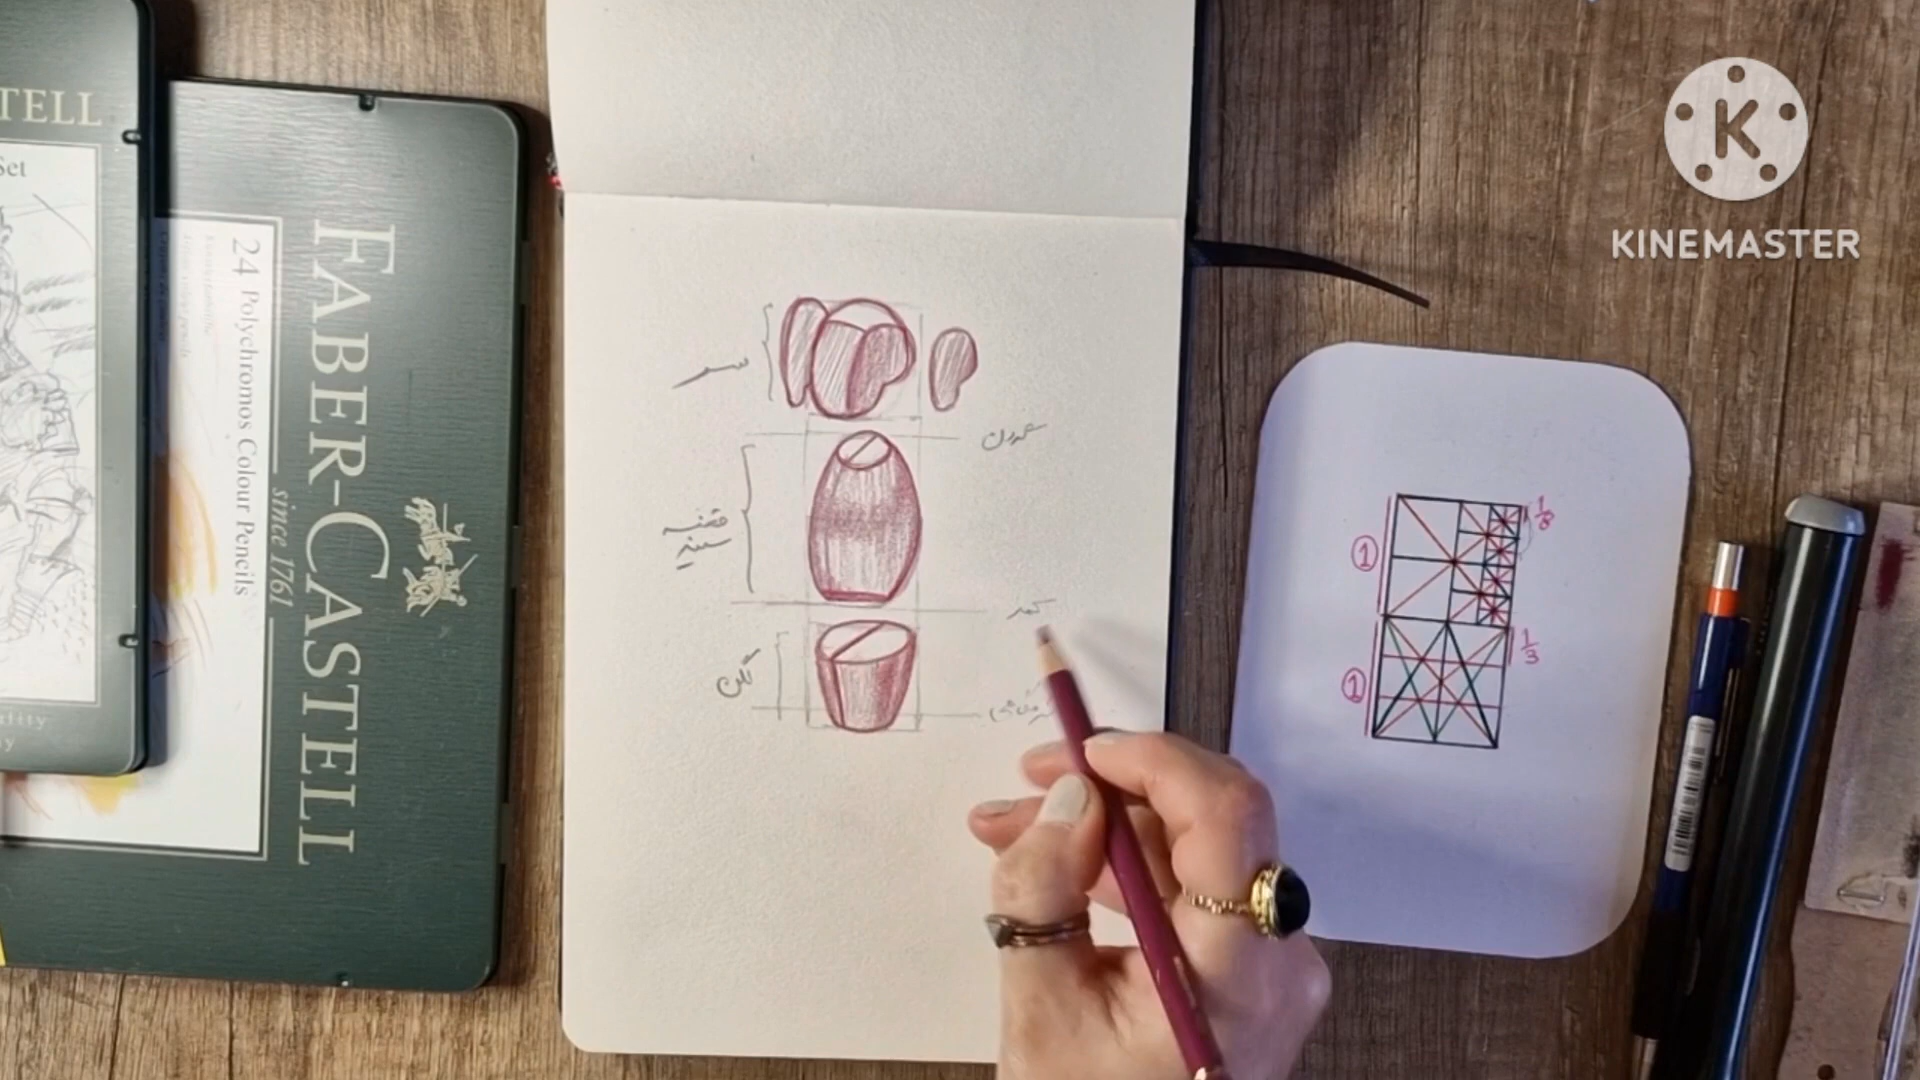 TELL
Set
FABER-CASTELL
since 1761
24 Polychromos Colour Pencils
سر
گردن
قفسه
سینه
کمر
لگن
1
1/8
1
1/3
K
KINEMASTER